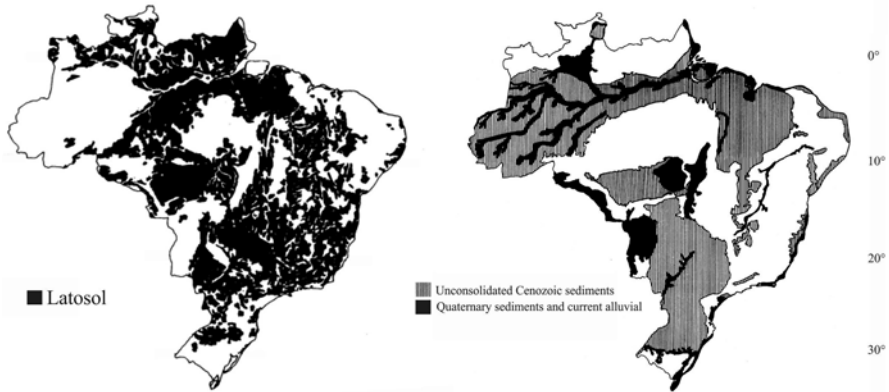 Latosol
Unconsolidated Cenozoic sediments
Quaternary sediments and current alluvial
0°
10°
20°
30°